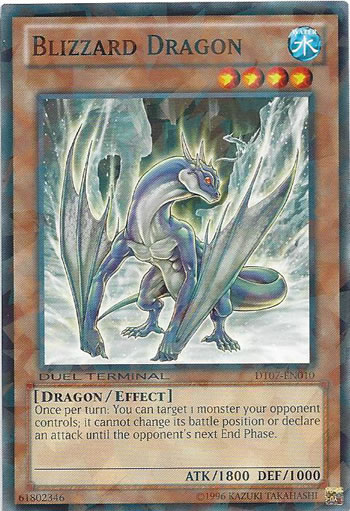 BLIZZARD DRAGON
WATER
水
DUEL TERMINAL
DT07-EN010
[DRAGON / EFFECT]
Once per turn: You can target 1 monster your opponent
controls; it cannot change its battle position or declare
an attack until the opponent's next End Phase.
ATK/1800 DEF/1000
61802346
©1996 KAZUKI TAKAHASHI